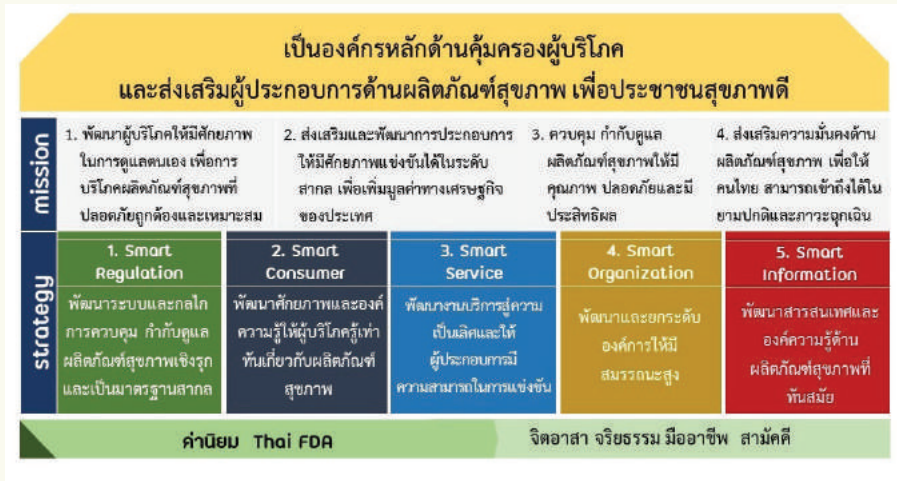 เป็นองค์กรหลักด้านคุ้มครองผู้บริโภค
และส่งเสริมผู้ประกอบการด้านผลิตภัณฑ์สุขภาพ เพื่อประชาชนสุขภาพดี
mission
1. พัฒนาผู้บริโภคให้มีศักยภาพ
ในการดูแลตนเอง เพื่อการ
บริโภคผลิตภัณฑ์สุขภาพที่
ปลอดภัยถูกต้องและเหมาะสม
2. ส่งเสริมและพัฒนาการประกอบการ
ให้มีศักยภาพแข่งขันได้ในระดับ
สากล เพื่อเพิ่มมูลค่าทางเศรษฐกิจ
ของประเทศ
3. ควบคุม กำกับดูแล
ผลิตภัณฑ์สุขภาพให้มี
คุณภาพ ปลอดภัยและมี
ประสิทธิผล
4. ส่งเสริมความมั่นคงด้าน
ผลิตภัณฑ์สุขภาพ เพื่อให้
คนไทย สามารถเข้าถึงได้ใน
ยามปกติและภาวะฉุกเฉิน
strategy
1. Smart
Regulation
พัฒนาระบบและกลไก
การควบคุม กำกับดูแล
ผลิตภัณฑ์สุขภาพเชิงรุก
และเป็นมาตรฐานสากล
2. Smart
Consumer
พัฒนาศักยภาพและองค์
ความรู้ให้ผู้บริโภครู้เท่า
ทันเกี่ยวกับผลิตภัณฑ์
สุขภาพ
3. Smart
Service
พัฒนางานบริการสู่ความ
เป็นเลิศและให้
ผู้ประกอบการมี
ความสามารถในการแข่งขัน
4. Smart
Organization
พัฒนาและยกระดับ
องค์การให้มี
สมรรถนะสูง
5. Smart
Information
พัฒนาสารสนเทศและ
องค์ความรู้ด้าน
ผลิตภัณฑ์สุขภาพที่
ทันสมัย
ค่านิยม Thai FDA
จิตอาสา จริยธรรม มืออาชีพ สามัคคี